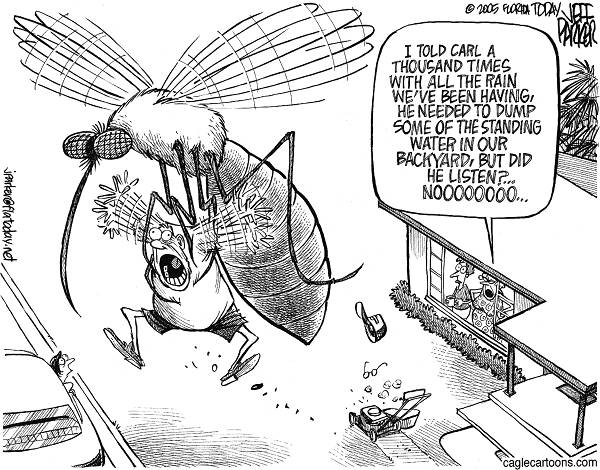 © 2005 FLORIDA TODAY
JEFF
PARKER
I TOLD CARL A
THOUSAND TIMES
WITH ALL THE RAIN
WE'VE BEEN HAVING,
HE NEEDED TO DUMP
SOME OF THE STANDING
WATER IN OUR
BACKYARD, BUT DID
HE LISTEN?...
NOOOOOOOO...
JParker@flatoday.net
caglecartoons.com